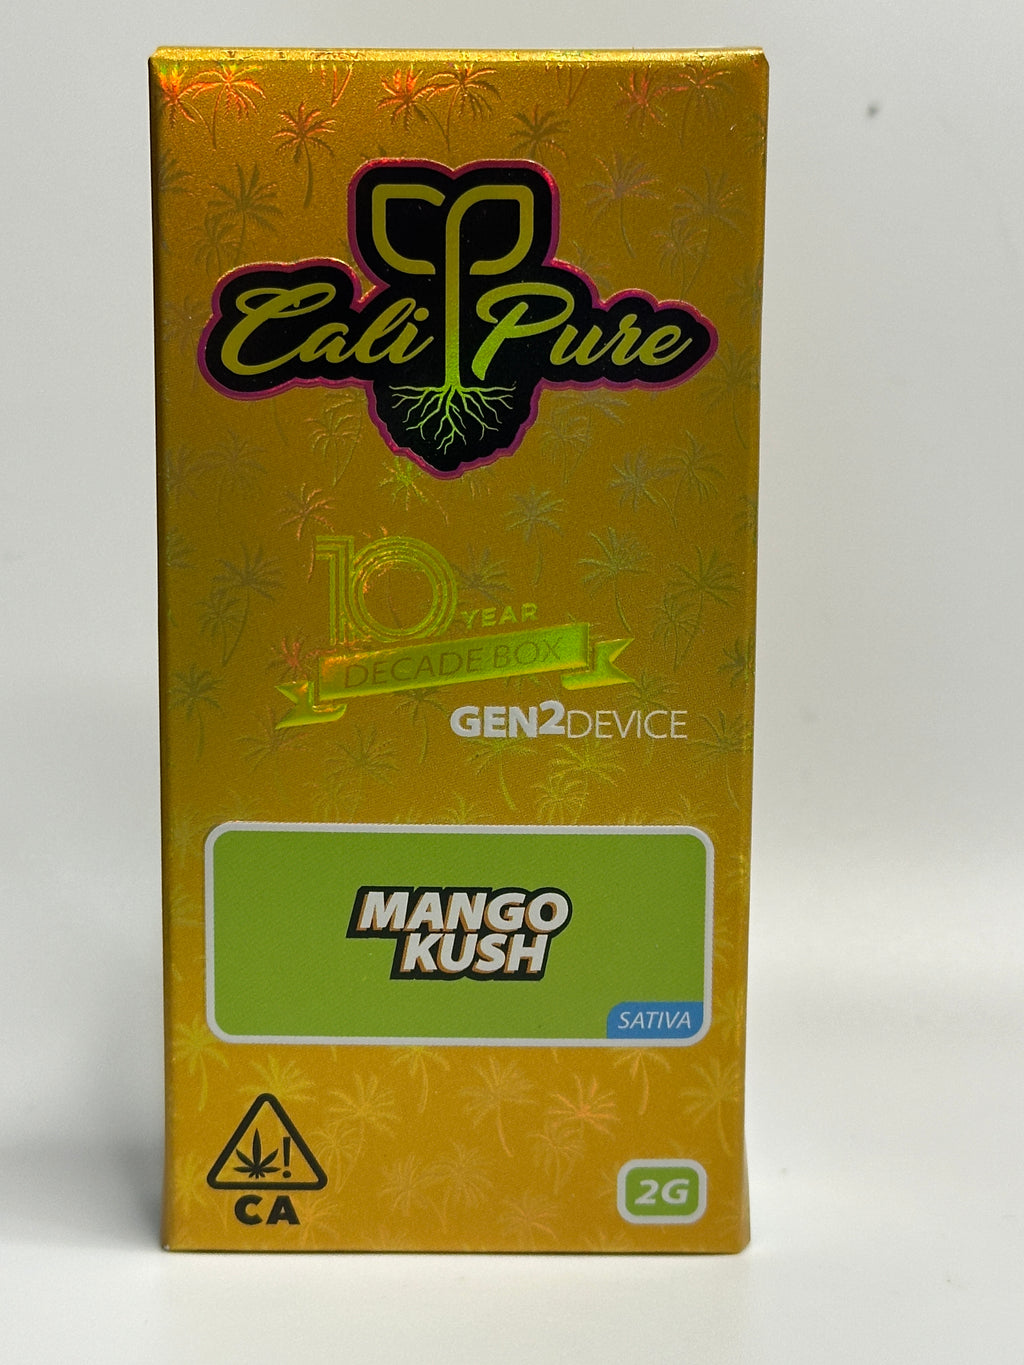 Cali Pure
10 YEAR
DECADE BOX
GEN2DEVICE
MANGO
KUSH
SATIVA
!
CA
2G